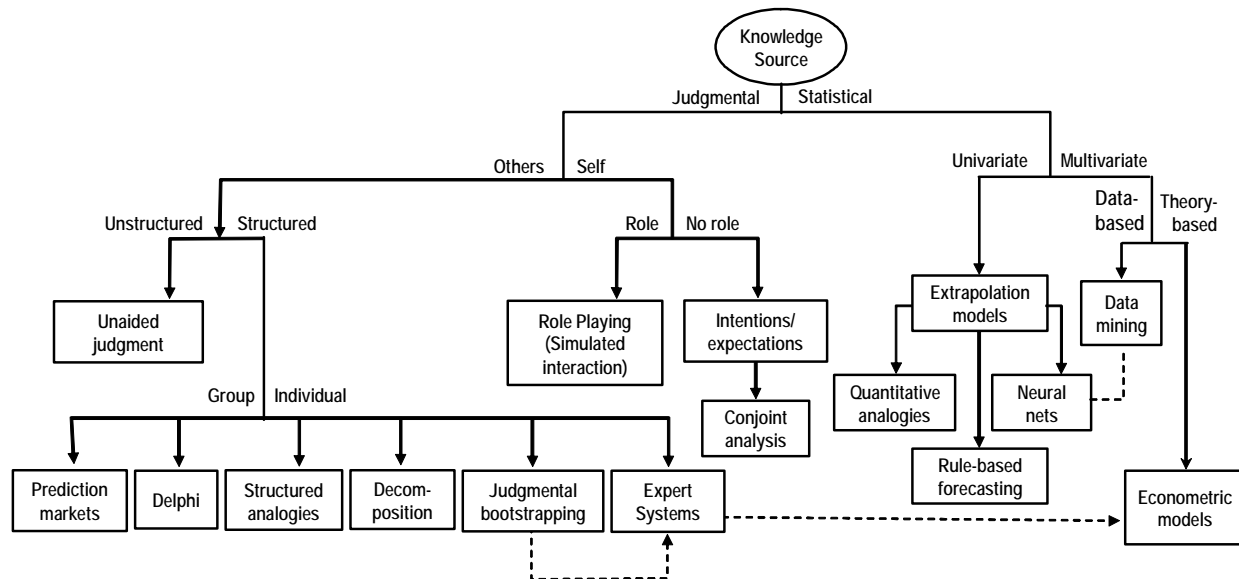 Knowledge
Source
Judgmental
Statistical
Others
Self
Univariate
Multivariate
Data-
based
Theory-
based
Unstructured
Structured
Role
No role
Unaided
judgment
Role Playing
(Simulated
interaction)
Intentions/
expectations
Extrapolation
models
Data
mining
Group
Individual
Conjoint
analysis
Quantitative
analogies
Neural
nets
Rule-based
forecasting
Prediction
markets
Delphi
Structured
analogies
Decom-
position
Judgmental
bootstrapping
Expert
Systems
Econometric
models